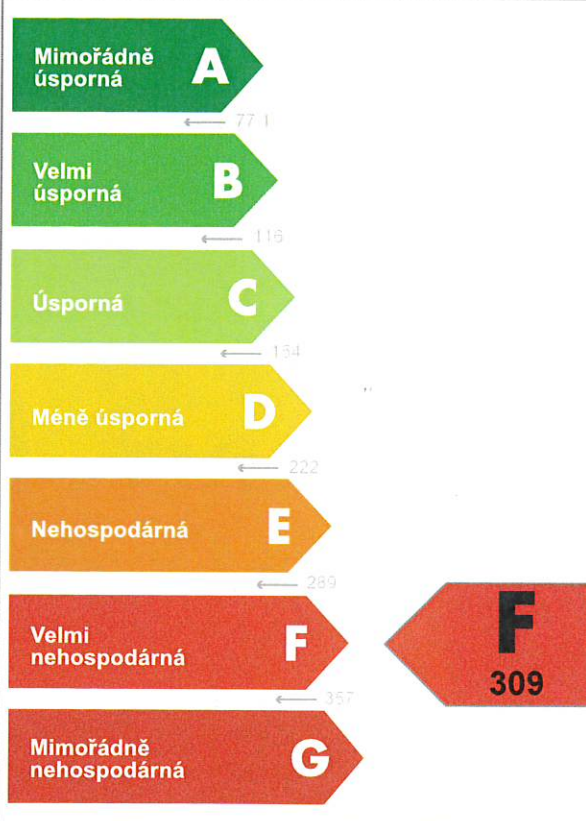 Mimořádně
úsporná
A
← 77.1
Velmi
úsporná
B
← 116
Úsporná
C
← 154
Méně úsporná
D
← 222
Nehospodárná
E
← 289
Velmi
nehospodárná
F
F
309
← 357
Mimořádně
nehospodárná
G